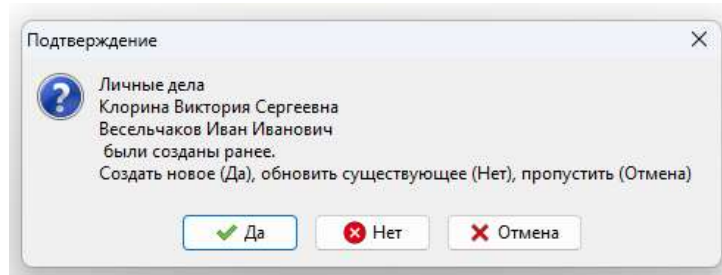 Подтверждение
Личные дела
Клорина Виктория Сергеевна
Весельчаков Иван Иванович
были созданы ранее.
Создать новое (Да), обновить существующее (Нет), пропустить (Отмена)
Да
Нет
Отмена